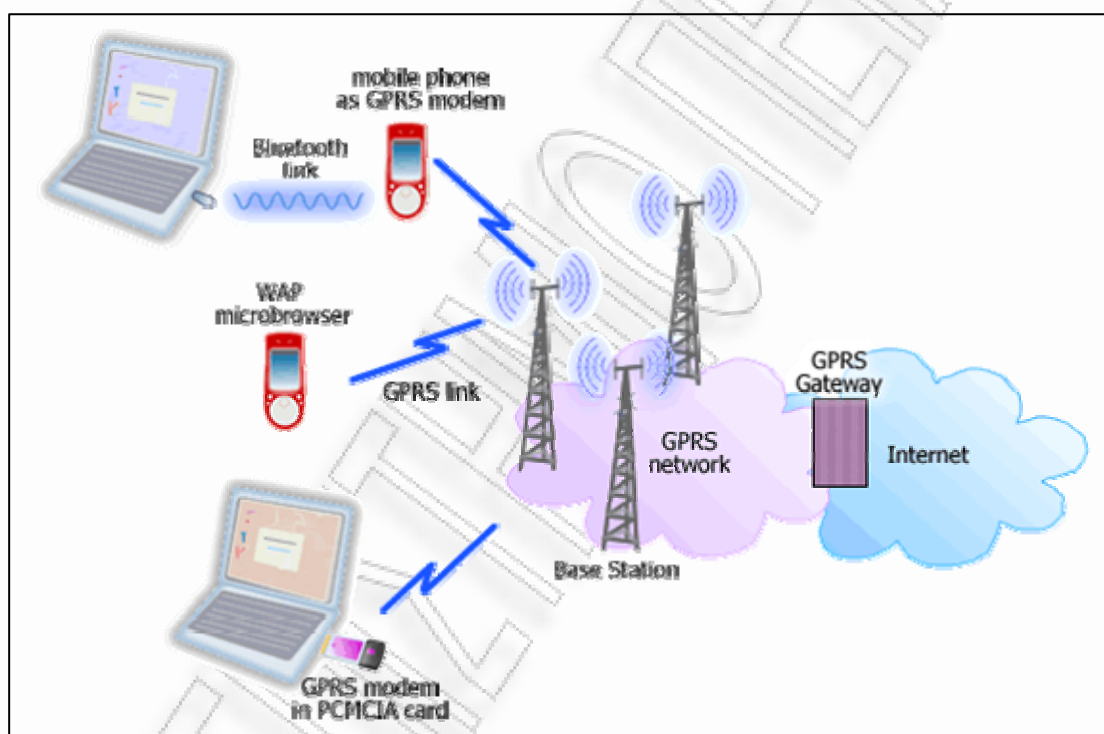 mobile phone
as GPRS modem
Bluetooth
link
WAP
microbrowser
GPRS link
GPRS
Gateway
GPRS
network
Internet
Base Station
GPRS modem
in PCMCIA card